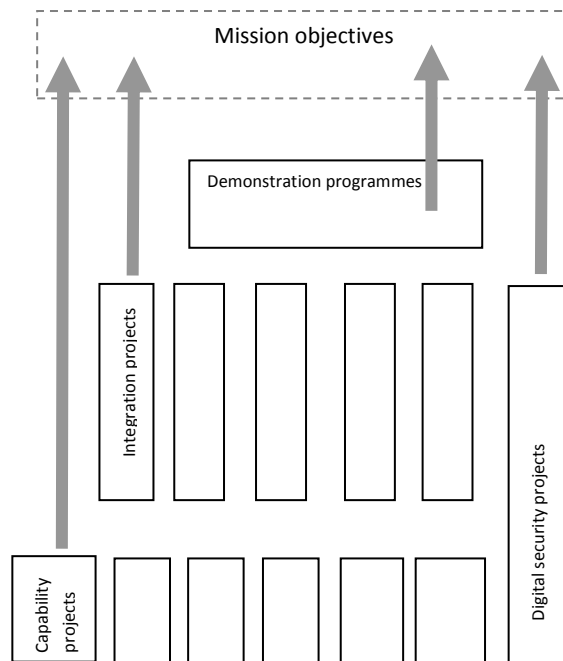 Mission objectives
Demonstration programmes
Integration projects
Digital security projects
Capability
projects